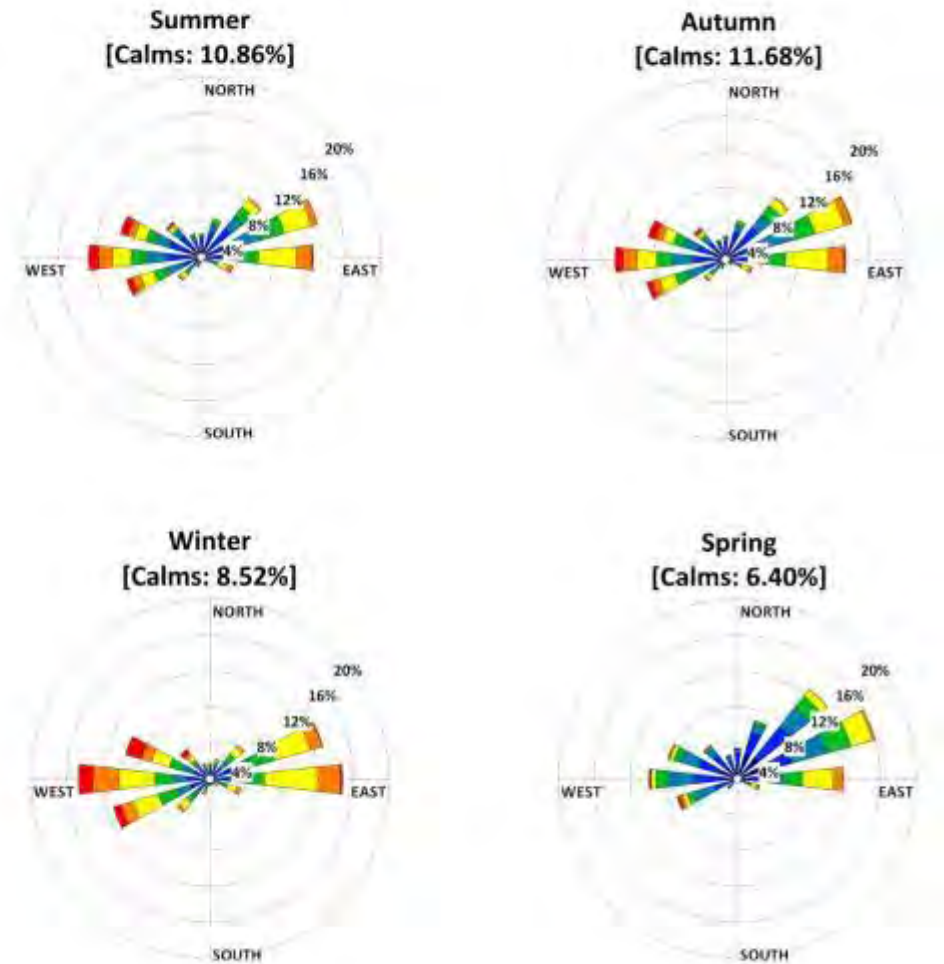 Summer
[Calms: 10.86%]
NORTH
20%
16%
12%
8%
4%
WEST
EAST
SOUTH
Autumn
[Calms: 11.68%]
NORTH
20%
16%
12%
8%
4%
WEST
EAST
SOUTH
Winter
[Calms: 8.52%]
NORTH
20%
16%
12%
8%
4%
WEST
EAST
SOUTH
Spring
[Calms: 6.40%]
NORTH
20%
16%
12%
8%
4%
WEST
EAST
SOUTH